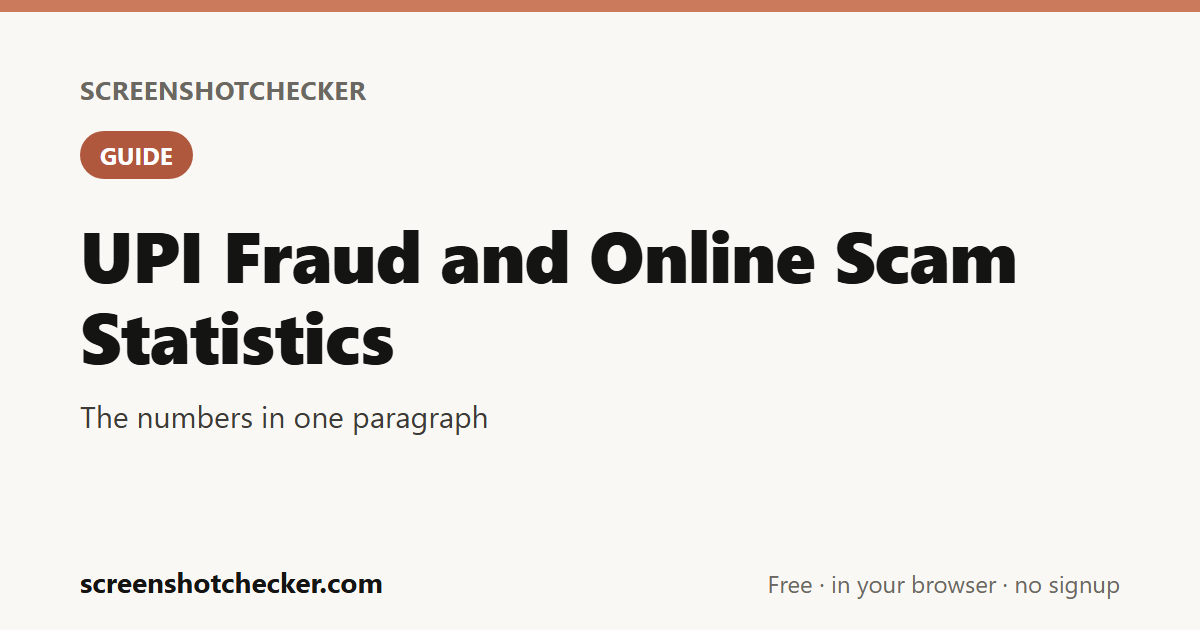 SCREENSHOTCHECKER
GUIDE
UPI Fraud and Online Scam
Statistics
The numbers in one paragraph
screenshotchecker.com
Free · in your browser · no signup